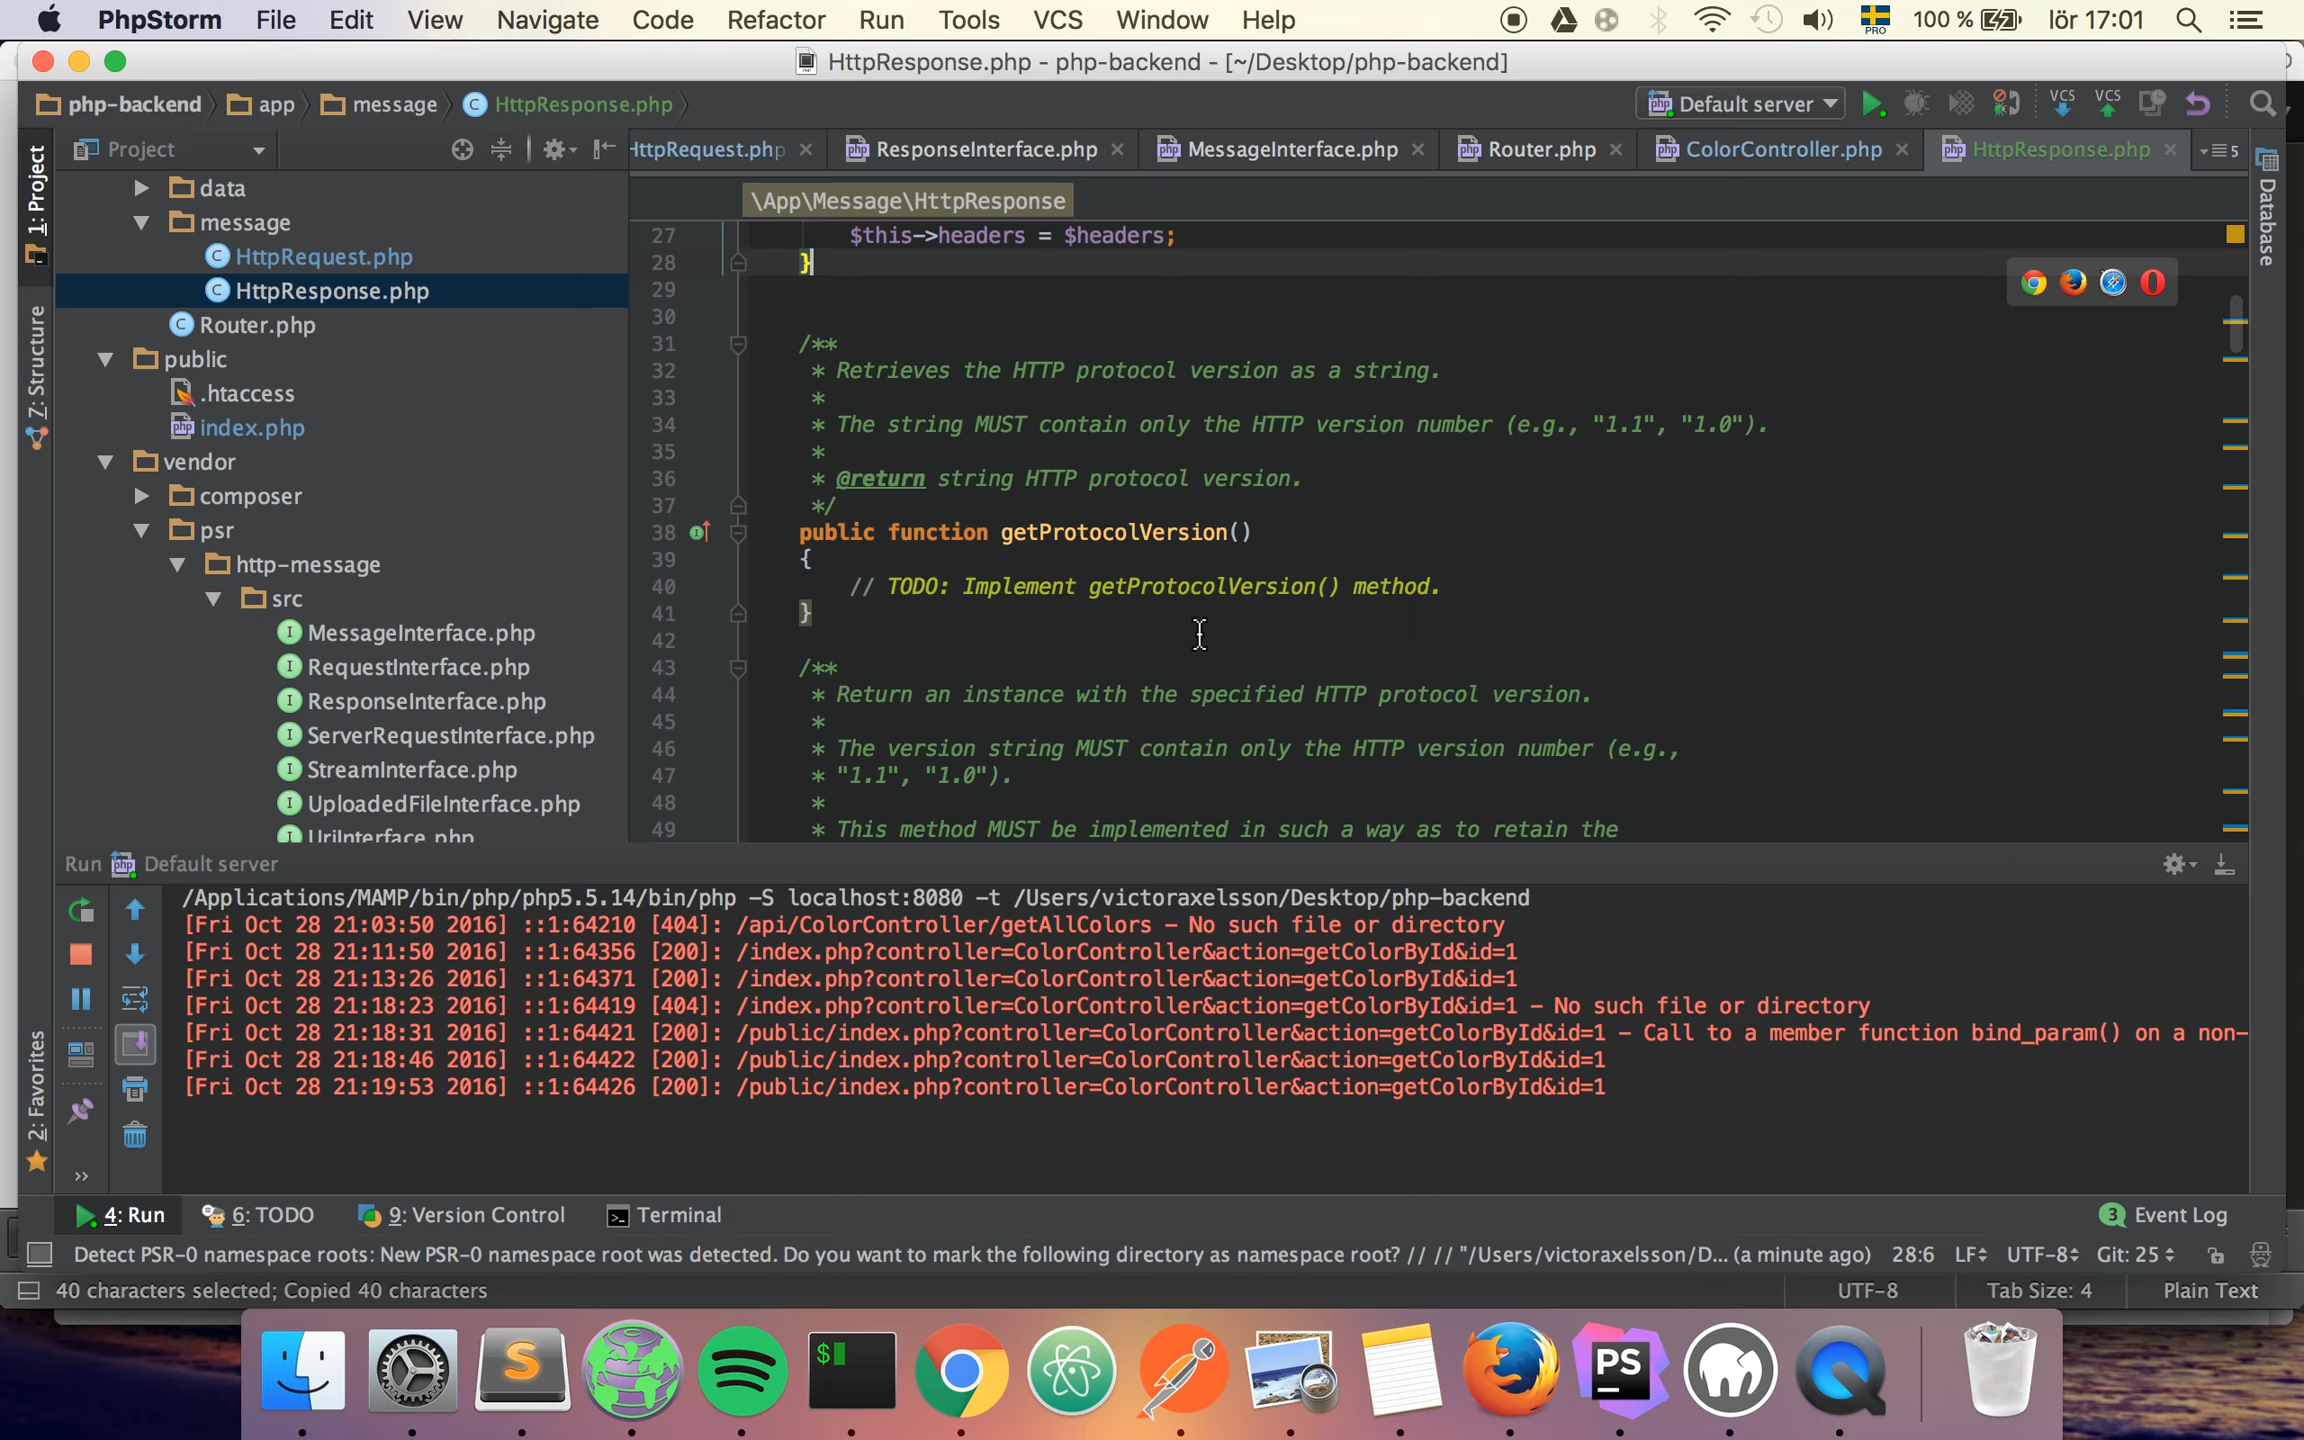 PhpStorm File Edit View Navigate Code Refactor Run Tools VCS Window Help PRO 100 % lör 17:01
HttpResponse.php - php-backend - [~/Desktop/php-backend]
php-backend app message HttpResponse.php Default server VCS VCS
1: Project
Project
HttpRequest.php ResponseInterface.php MessageInterface.php Router.php ColorController.php HttpResponse.php 5
Database
7: Structure
2: Favorites
data
message
HttpRequest.php
HttpResponse.php
Router.php
public
.htaccess
index.php
vendor
composer
psr
http-message
src
MessageInterface.php
RequestInterface.php
ResponseInterface.php
ServerRequestInterface.php
StreamInterface.php
UploadedFileInterface.php
UriInterface.php
\App\Message\HttpResponse
27 $this->headers = $headers;
28 }
29
30
31 /**
32 * Retrieves the HTTP protocol version as a string.
33 *
34 * The string MUST contain only the HTTP version number (e.g., "1.1", "1.0").
35 *
36 * @return string HTTP protocol version.
37 */
38 public function getProtocolVersion()
39 {
40 // TODO: Implement getProtocolVersion() method.
41 }
42
43 /**
44 * Return an instance with the specified HTTP protocol version.
45 *
46 * The version string MUST contain only the HTTP version number (e.g.,
47 * "1.1", "1.0").
48 *
49 * This method MUST be implemented in such a way as to retain the
Run Default server
/Applications/MAMP/bin/php/php5.5.14/bin/php -S localhost:8080 -t /Users/victoraxelsson/Desktop/php-backend
[Fri Oct 28 21:03:50 2016] ::1:64210 [404]: /api/ColorController/getAllColors - No such file or directory
[Fri Oct 28 21:11:50 2016] ::1:64356 [200]: /index.php?controller=ColorController&action=getColorById&id=1
[Fri Oct 28 21:13:26 2016] ::1:64371 [200]: /index.php?controller=ColorController&action=getColorById&id=1
[Fri Oct 28 21:18:23 2016] ::1:64419 [404]: /index.php?controller=ColorController&action=getColorById&id=1 - No such file or directory
[Fri Oct 28 21:18:31 2016] ::1:64421 [200]: /public/index.php?controller=ColorController&action=getColorById&id=1 - Call to a member function bind_param() on a non-
[Fri Oct 28 21:18:46 2016] ::1:64422 [200]: /public/index.php?controller=ColorController&action=getColorById&id=1
[Fri Oct 28 21:19:53 2016] ::1:64426 [200]: /public/index.php?controller=ColorController&action=getColorById&id=1
4: Run 6: TODO 9: Version Control Terminal 3 Event Log
Detect PSR-0 namespace roots: New PSR-0 namespace root was detected. Do you want to mark the following directory as namespace root? // // "/Users/victoraxelsson/D... (a minute ago) 28:6 LF UTF-8 Git: 25
40 characters selected; Copied 40 characters UTF-8 Tab Size: 4 Plain Text
S $ PS